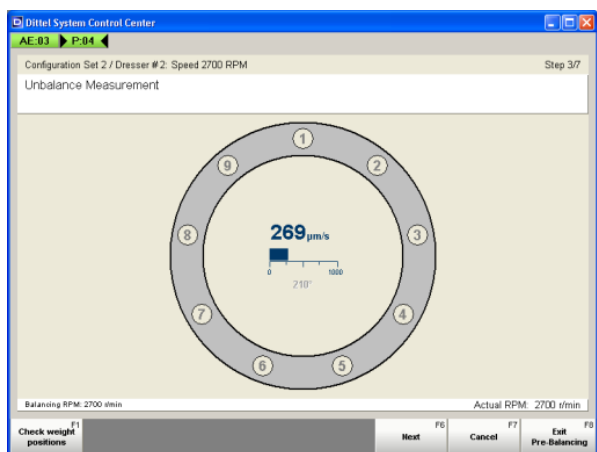 Dittel System Control Center
AE:03 P:04
Configuration Set 2 / Dresser # 2: Speed 2700 RPM Step 3/7
Unbalance Measurement
1
9 2
269 µm/s
8 3
0 1000
210°
7 4
6 5
Balancing RPM: 2700 r/min Actual RPM: 2700 r/min
F1 F6 F7 F8
Check weight positions Next Cancel Exit Pre-Balancing